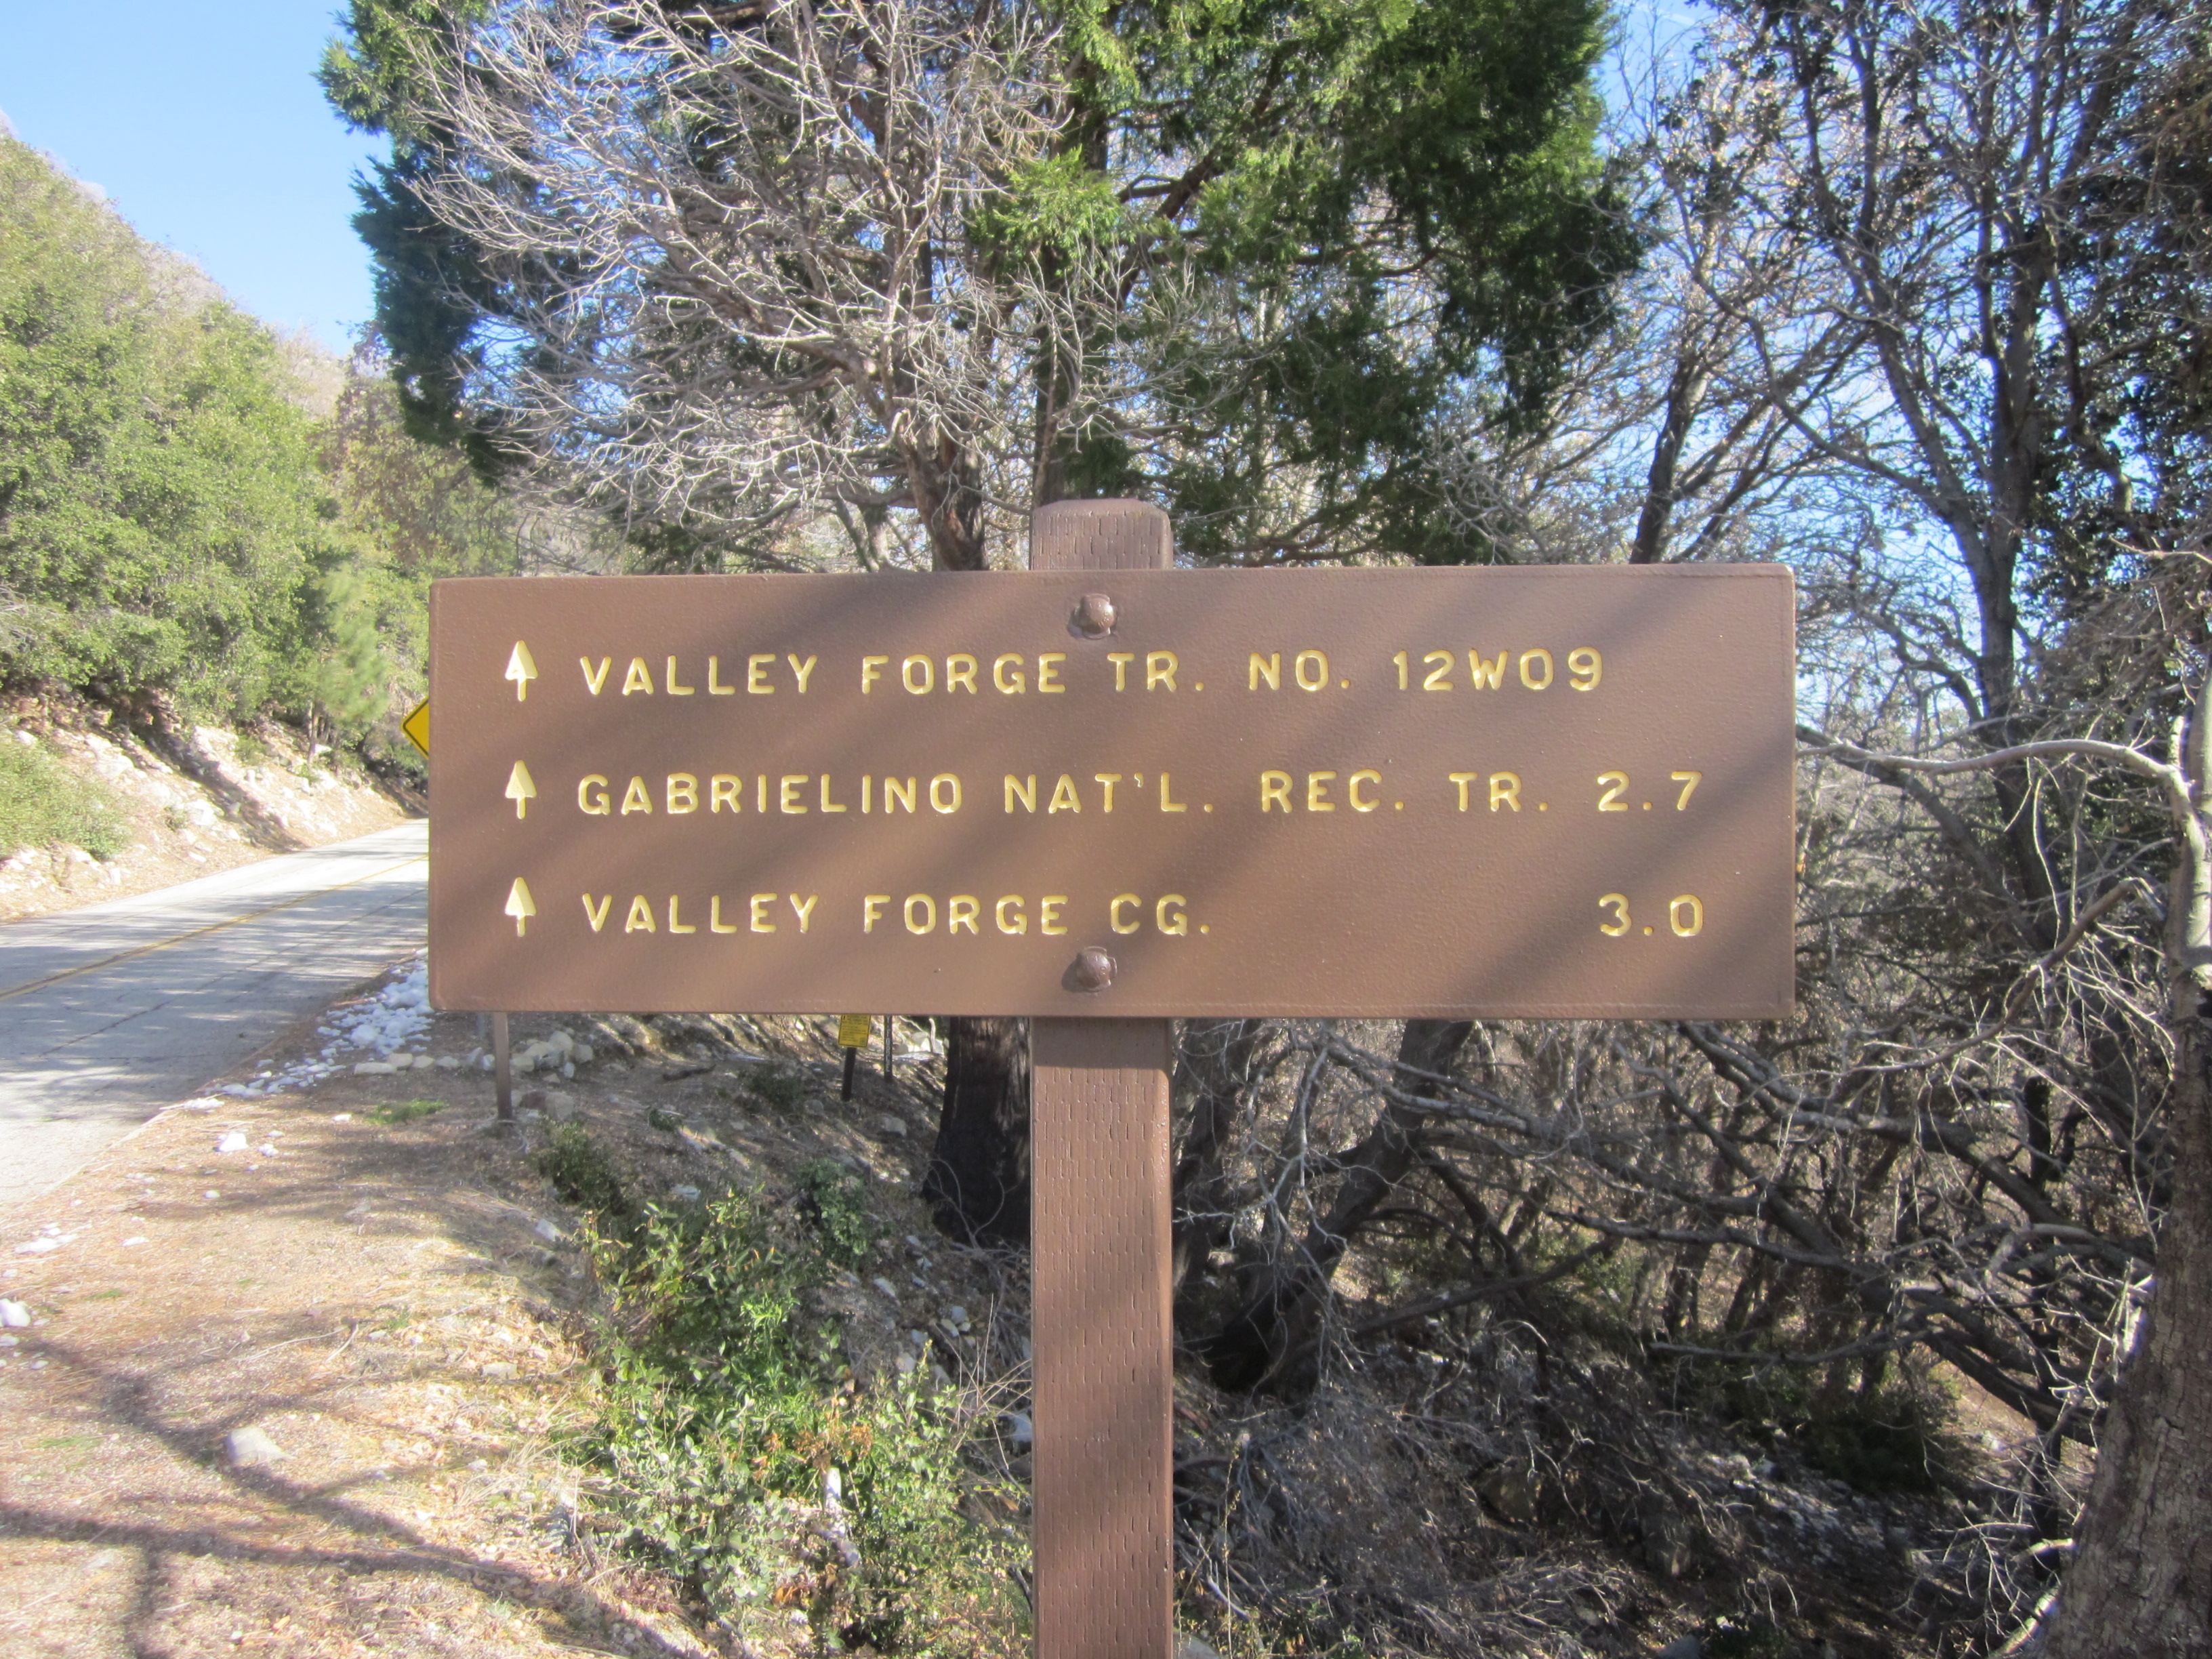 VALLEY FORGE TR. NO. 12W09
GABRIELINO NAT'L. REC. TR. 2.7
VALLEY FORGE CG. 3.0